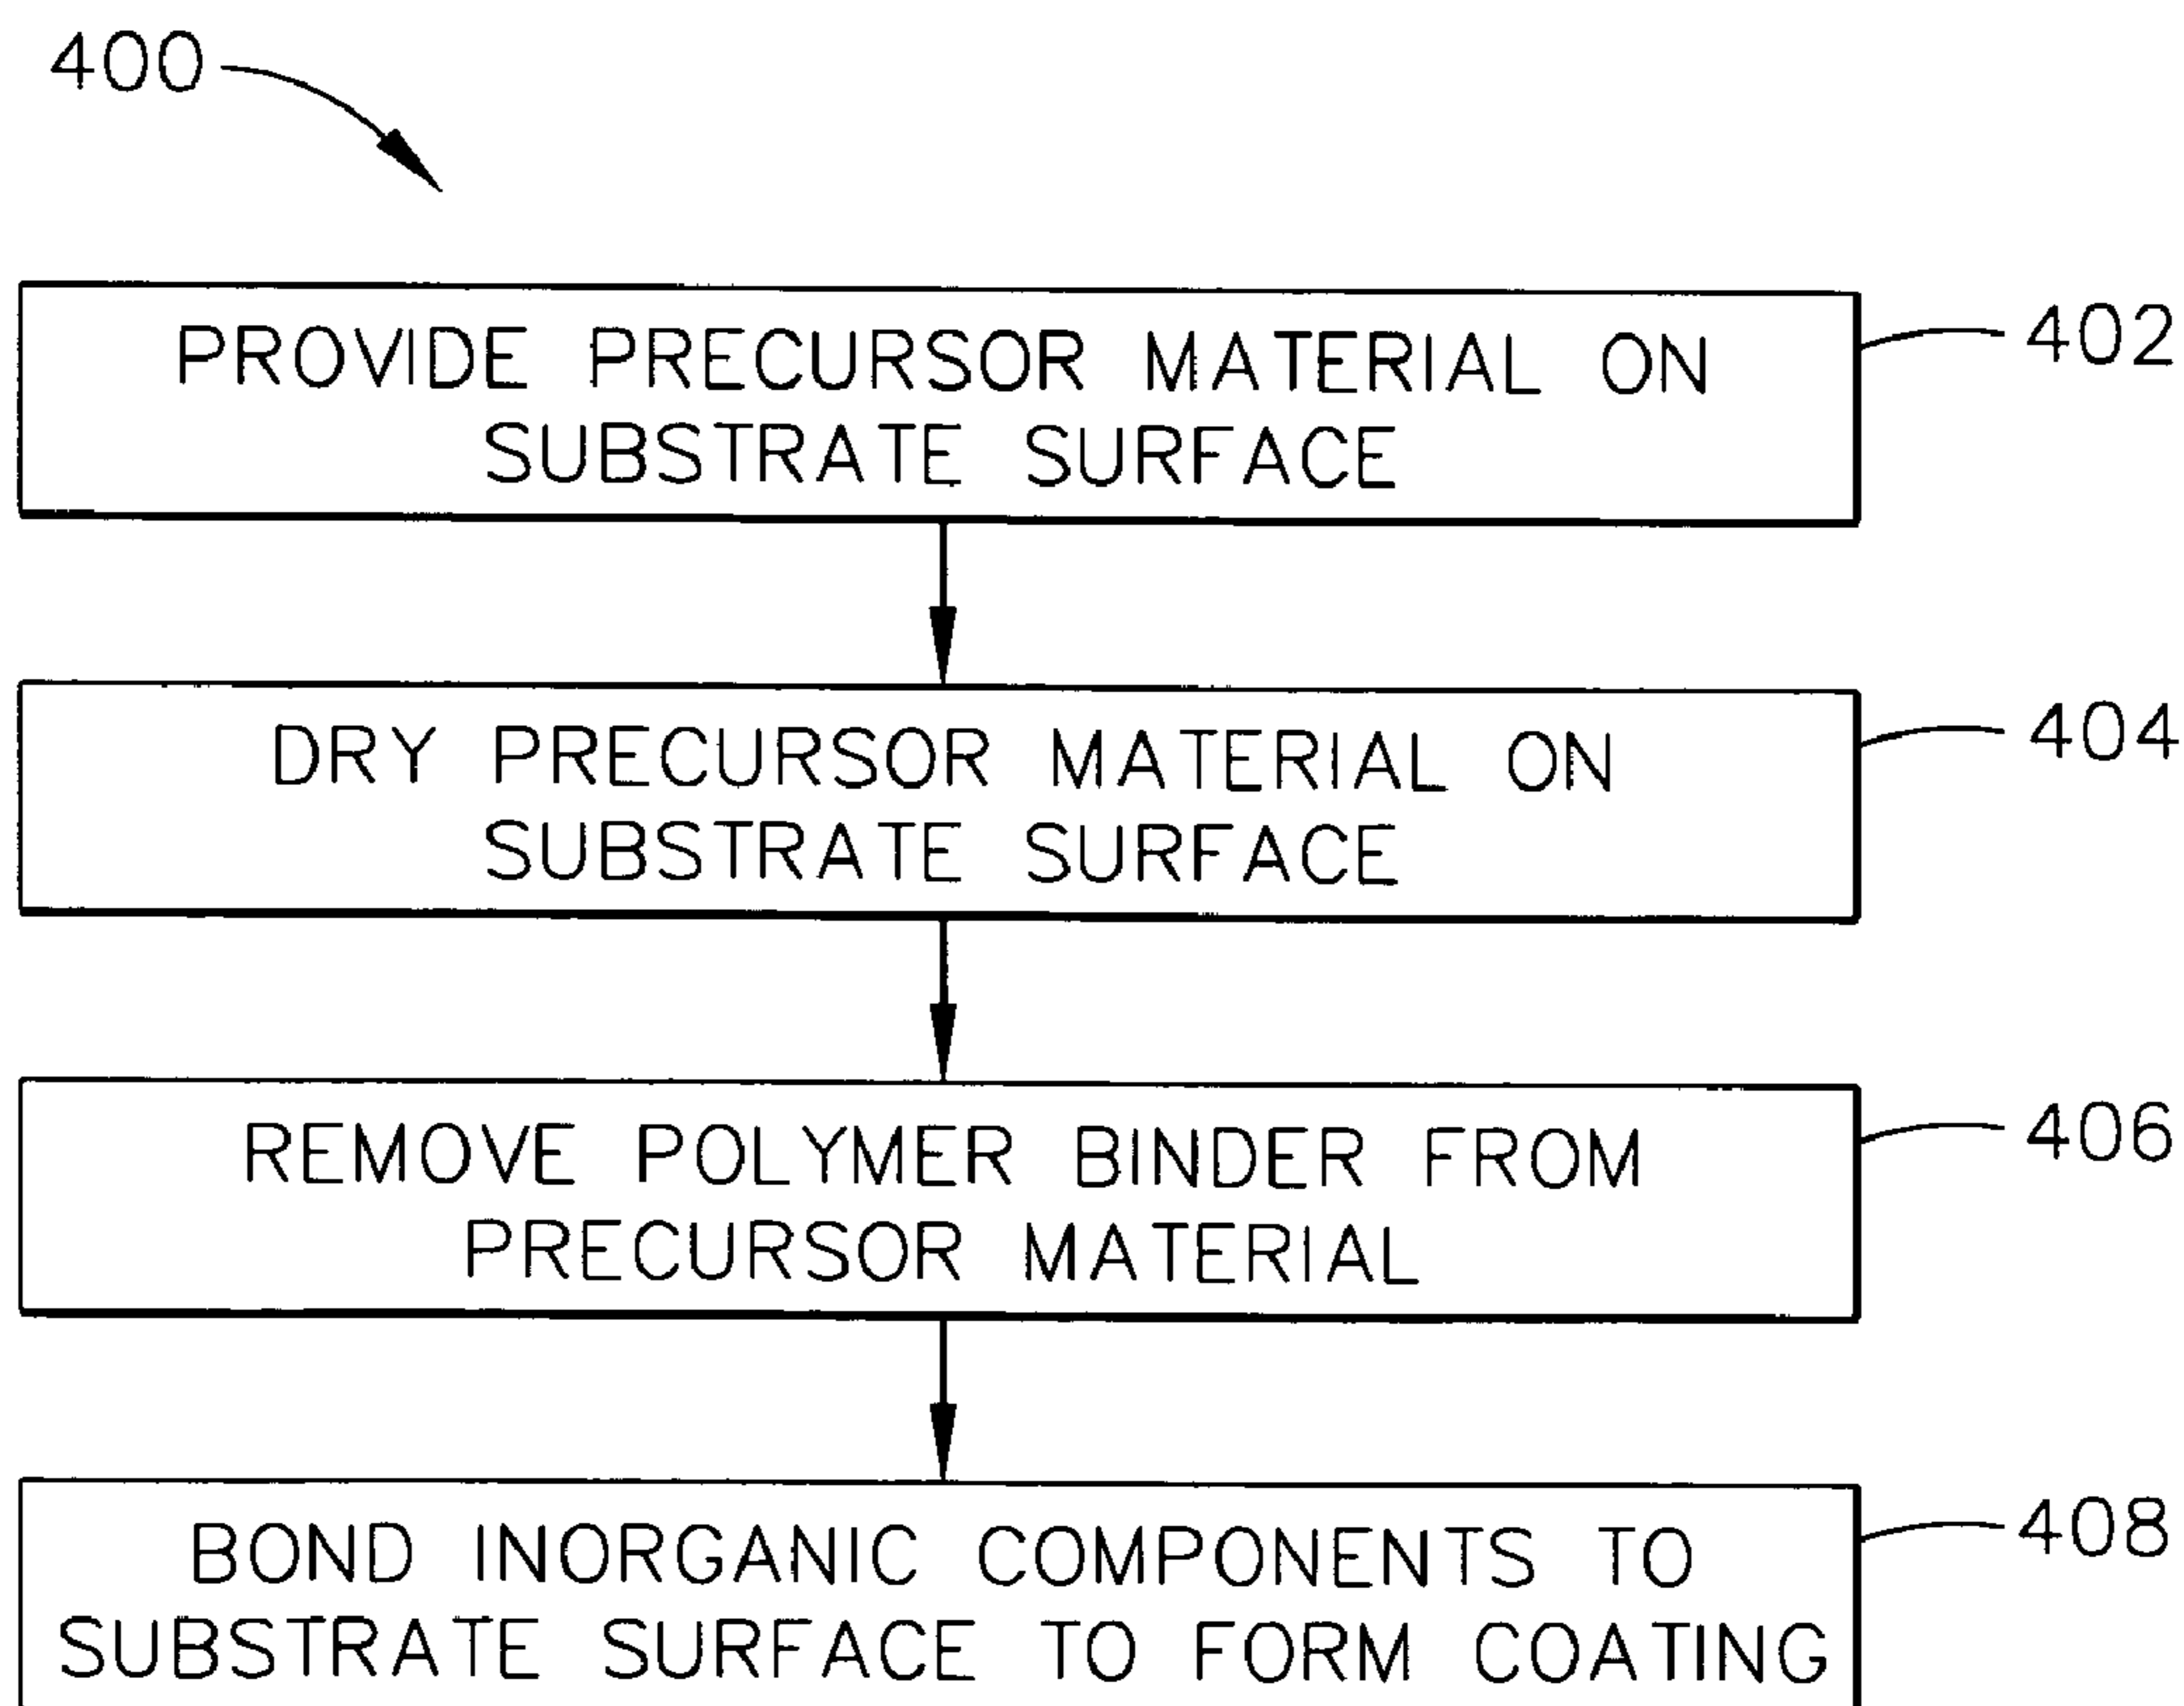 400
PROVIDE PRECURSOR MATERIAL ON
SUBSTRATE SURFACE
402
DRY PRECURSOR MATERIAL ON
SUBSTRATE SURFACE
404
REMOVE POLYMER BINDER FROM
PRECURSOR MATERIAL
406
BOND INORGANIC COMPONENTS TO
SUBSTRATE SURFACE TO FORM COATING
408